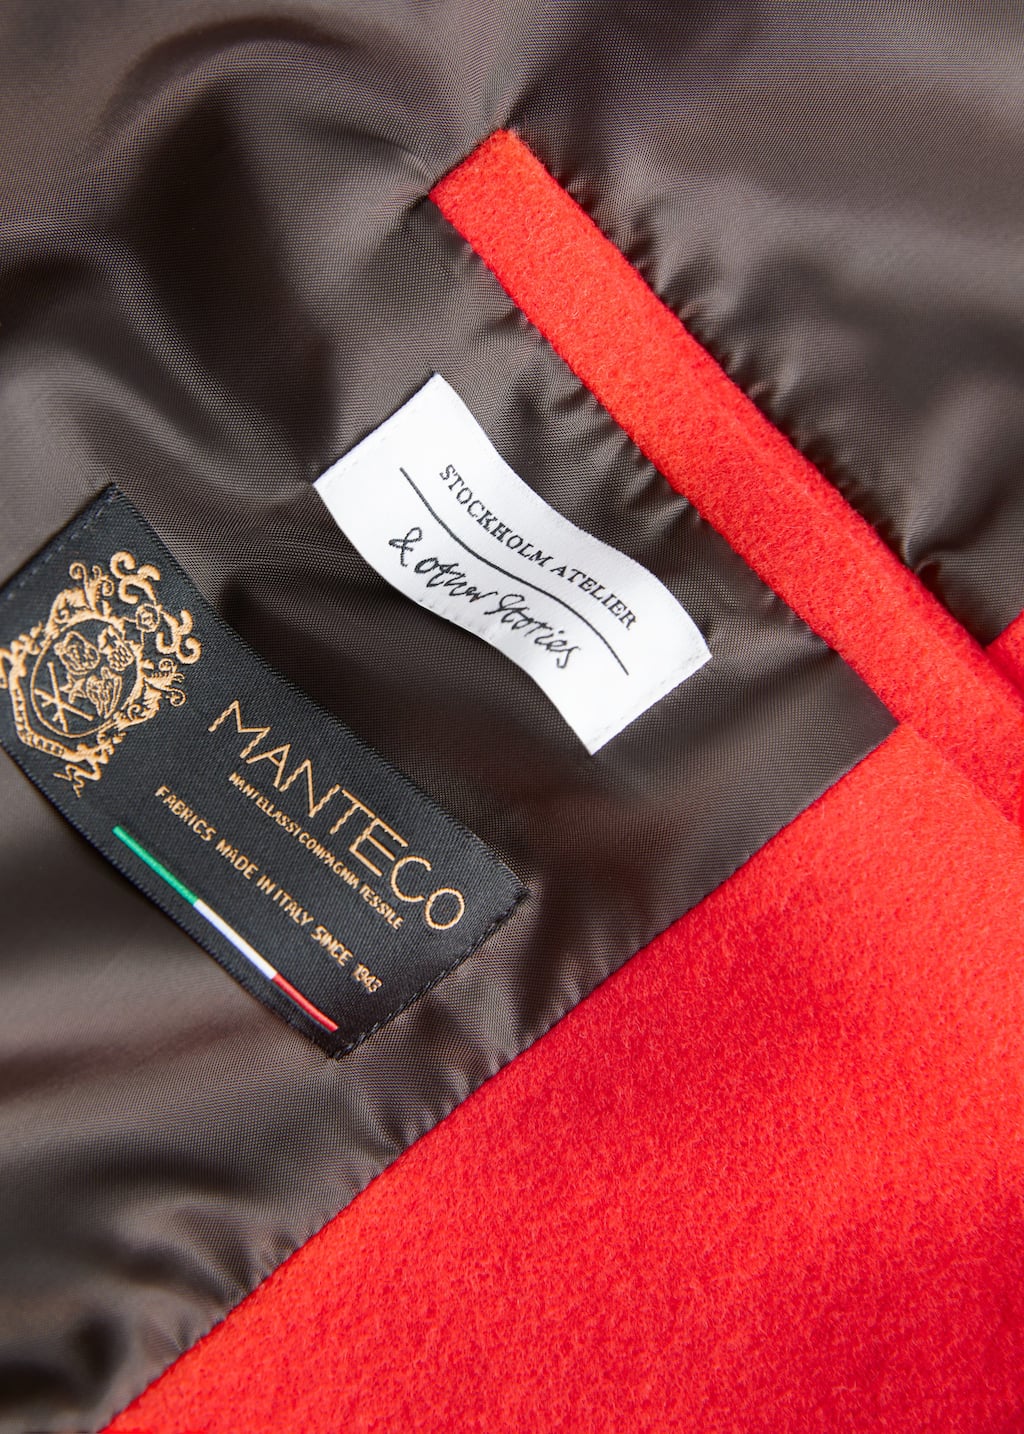 STOCKHOLM ATELIER
& other Stories
MANTECO
MANTELLASSI COMPAGNIA TESSILE
FABRICS MADE IN ITALY SINCE 1943